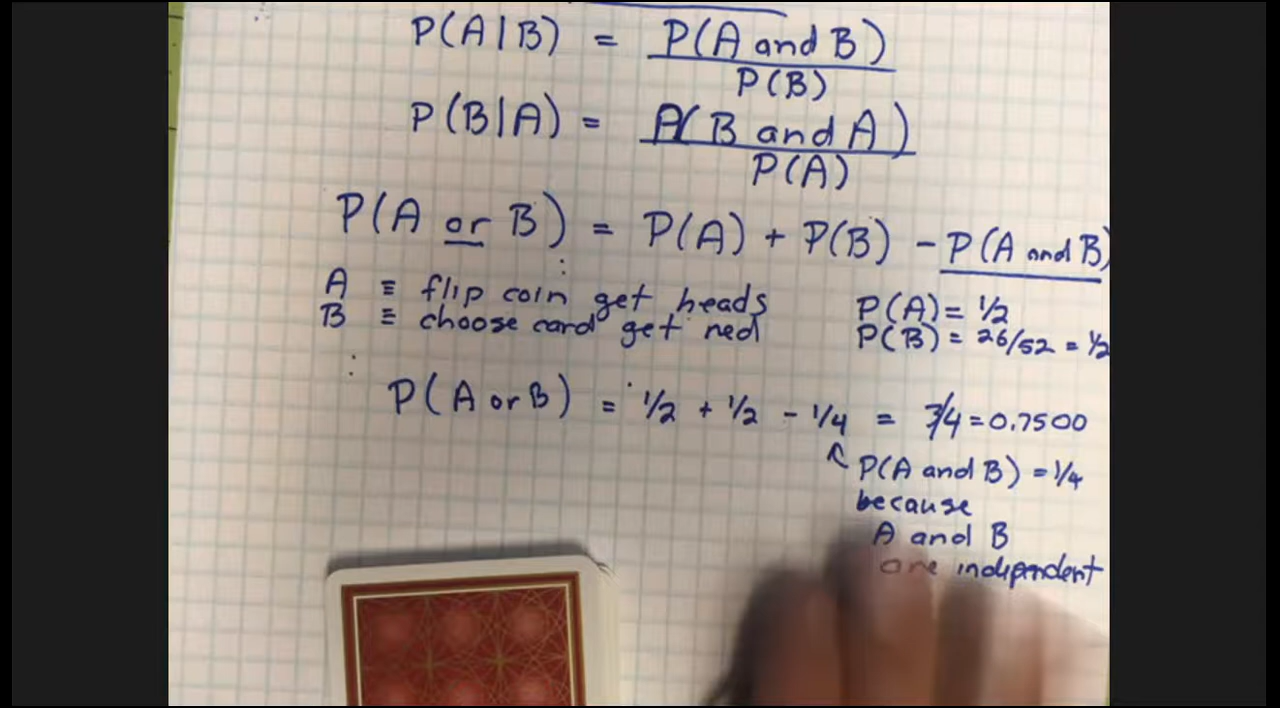 P(A|B) = P(A and B)
P(B)
P(B|A) = A(B and A)
P(A)
P(A or B) = P(A) + P(B) - P(A and B)
A ≡ flip coin get heads
P(A) = 1/2
B ≡ choose card get red
P(B) = 26/52 = 1/2
P(A or B) = 1/2 + 1/2 - 1/4 = 3/4 = 0.7500
P(A and B) = 1/4
because
A and B
are independent